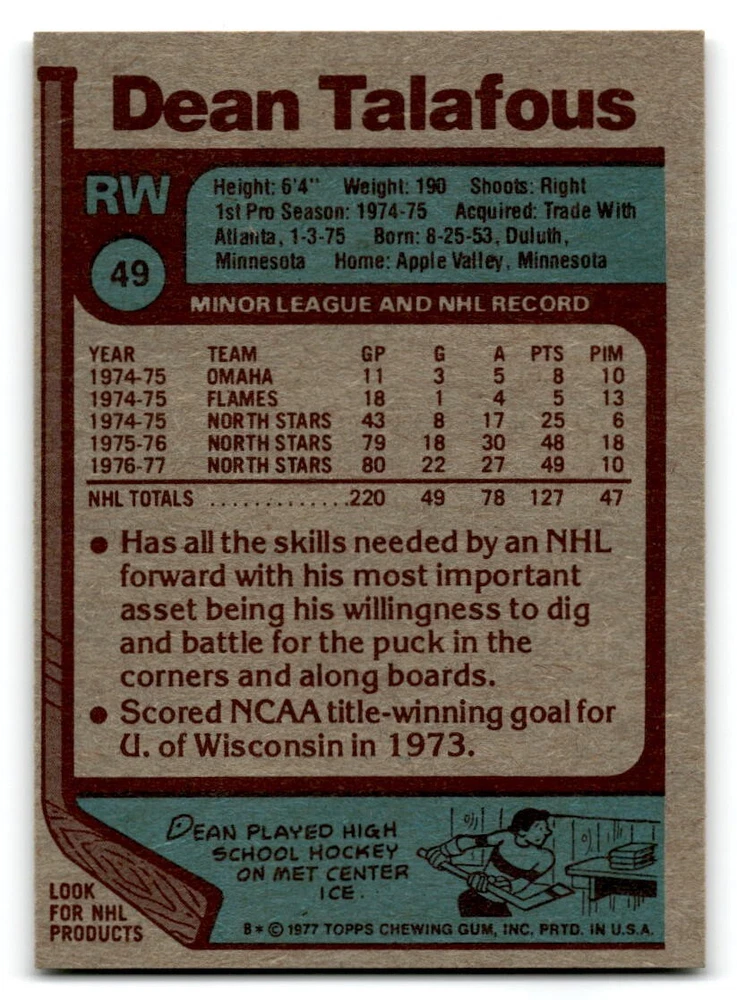 Dean Talafous
RW
49
Height: 6'4" Weight: 190 Shoots: Right
1st Pro Season: 1974-75 Acquired: Trade With
Atlanta, 1-3-75 Born: 8-25-53, Duluth,
Minnesota Home: Apple Valley, Minnesota
MINOR LEAGUE AND NHL RECORD
YEAR TEAM GP G A PTS PIM
1974-75 OMAHA 11 3 5 8 10
1974-75 FLAMES 18 1 4 5 13
1974-75 NORTH STARS 43 8 17 25 6
1975-76 NORTH STARS 79 18 30 48 18
1976-77 NORTH STARS 80 22 27 49 10
NHL TOTALS .............220 49 78 127 47
● Has all the skills needed by an NHL
forward with his most important
asset being his willingness to dig
and battle for the puck in the
corners and along boards.
● Scored NCAA title-winning goal for
U. of Wisconsin in 1973.
DEAN PLAYED HIGH
SCHOOL HOCKEY
ON MET CENTER
ICE.
LOOK
FOR NHL
PRODUCTS
B* © 1977 TOPPS CHEWING GUM, INC. PRTD. IN U.S.A.